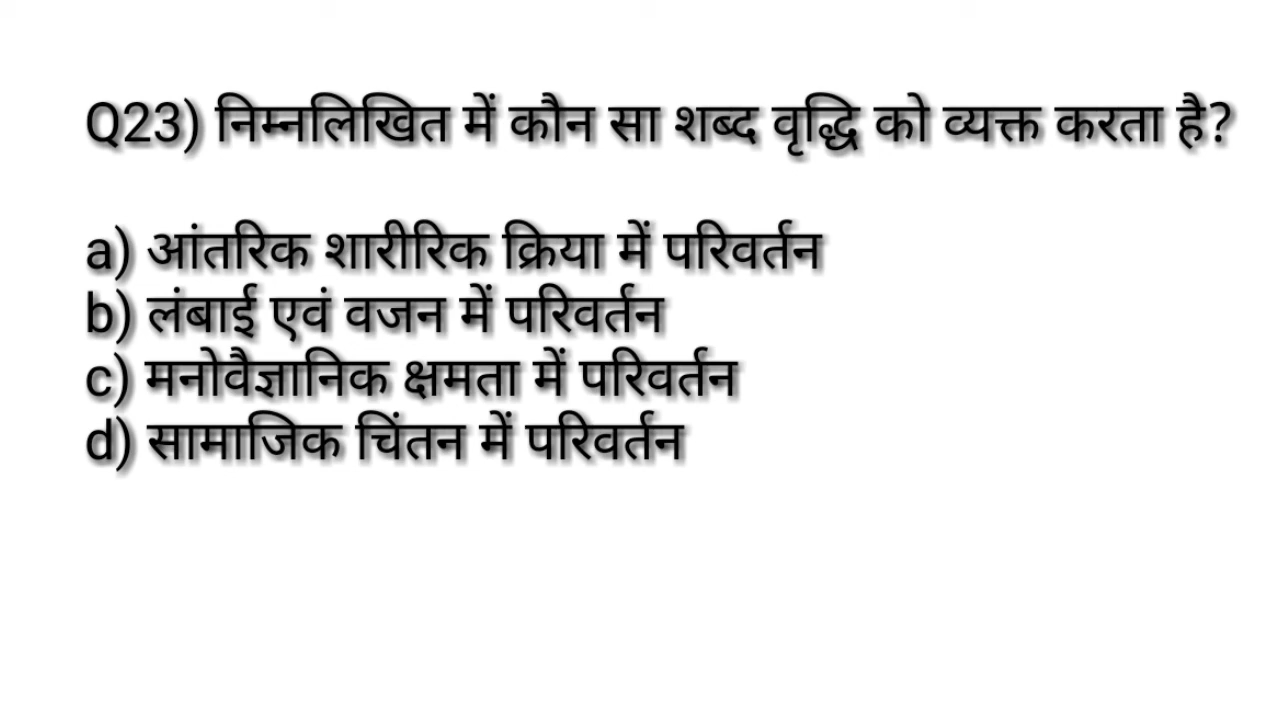 Q23) निम्नलिखित में कौन सा शब्द वृद्धि को व्यक्त करता है?
a) आंतरिक शारीरिक क्रिया में परिवर्तन
b) लंबाई एवं वजन में परिवर्तन
c) मनोवैज्ञानिक क्षमता में परिवर्तन
d) सामाजिक चिंतन में परिवर्तन